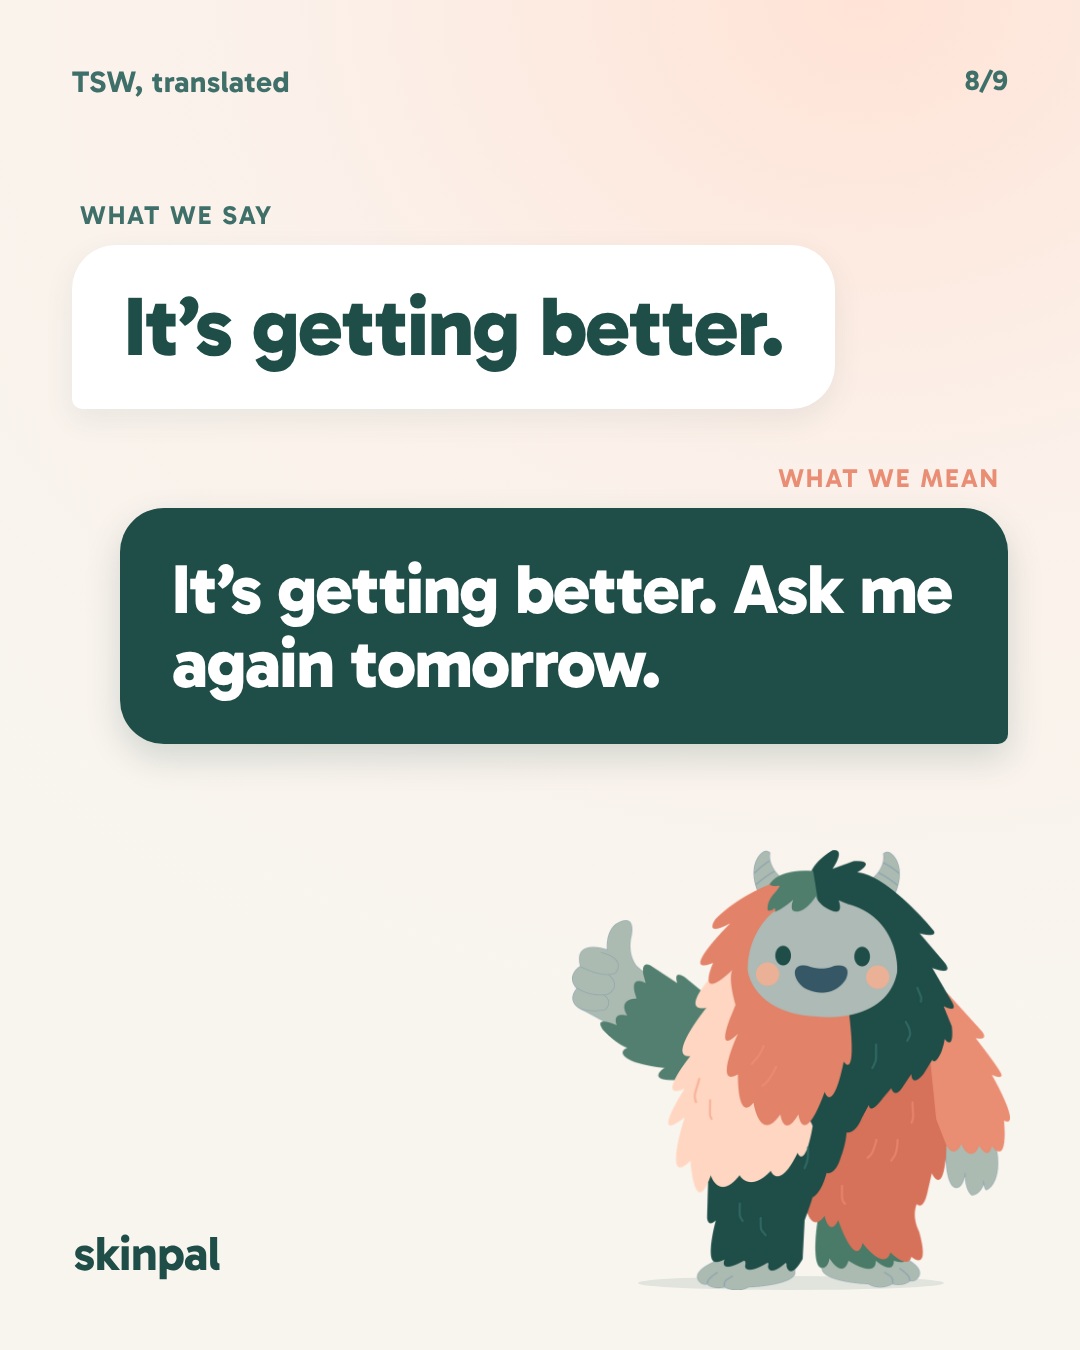 TSW, translated
8/9
WHAT WE SAY
It’s getting better.
WHAT WE MEAN
It’s getting better. Ask me
again tomorrow.
skinpal